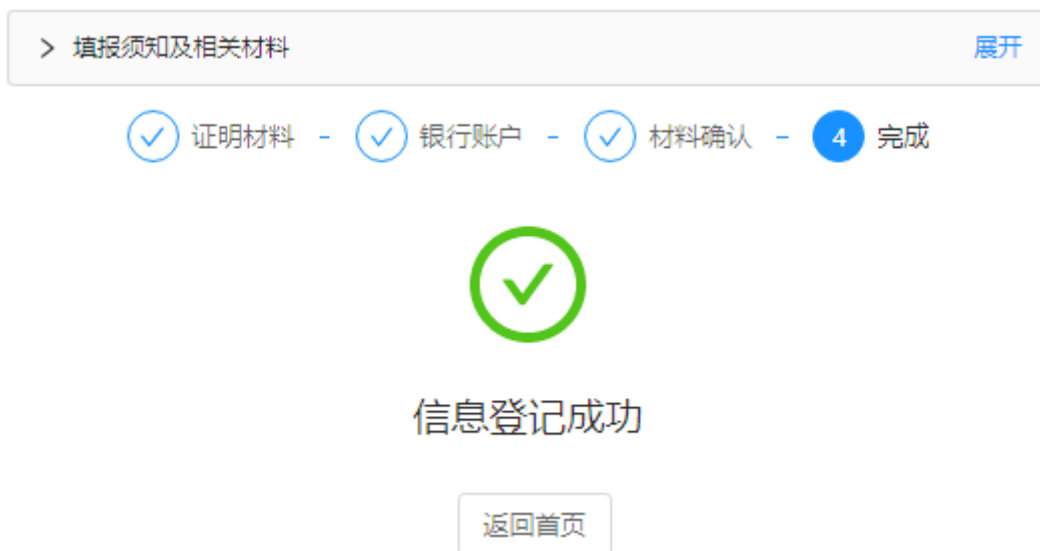 > 填报须知及相关材料 展开
证明材料 - 银行账户 - 材料确认 - 4 完成
信息登记成功
返回首页